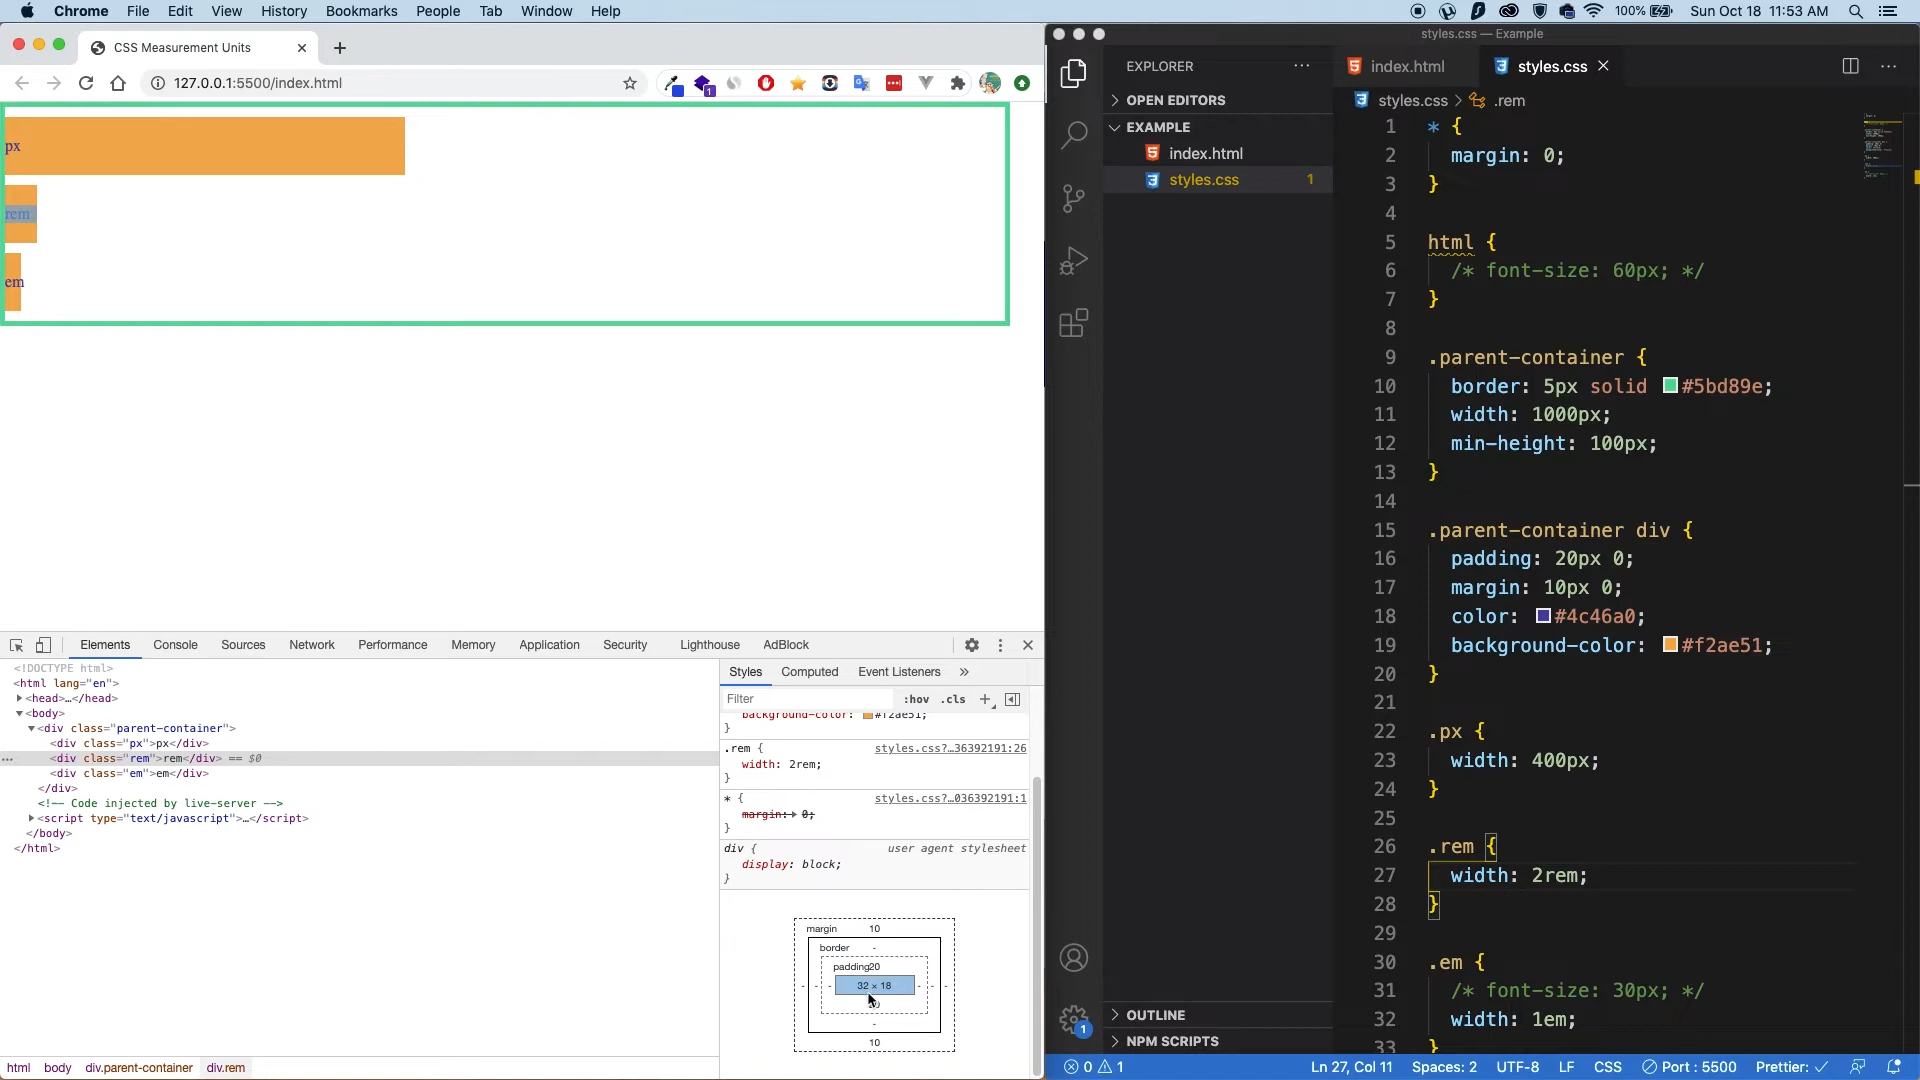 Chrome File Edit View History Bookmarks People Tab Window Help 100% Sun Oct 18 11:53 AM
CSS Measurement Units
127.0.0.1:5500/index.html 1
px
rem
em
Elements Console Sources Network Performance Memory Application Security Lighthouse AdBlock
<!DOCTYPE html>
<html lang="en">
<head>…</head>
<body>
<div class="parent-container">
<div class="px">px</div>
<div class="rem">rem</div> == $0
<div class="em">em</div>
</div>
<!-- Code injected by live-server -->
<script type="text/javascript">…</script>
</body>
</html>
html body div.parent-container div.rem
Styles Computed Event Listeners »
Filter :hov .cls +
background-color: #f2ae51;
}
.rem { styles.css?…36392191:26
width: 2rem;
}
* { styles.css?…036392191:1
margin: 0;
}
div { user agent stylesheet
display: block;
}
margin 10
border -
padding20
- - - 32 × 18 - - -
-
10
styles.css — Example
EXPLORER ···
OPEN EDITORS
EXAMPLE
index.html
styles.css 1
OUTLINE
NPM SCRIPTS
1
index.html styles.css
styles.css > .rem
1 * {
2 margin: 0;
3 }
4
5 html {
6 /* font-size: 60px; */
7 }
8
9 .parent-container {
10 border: 5px solid #5bd89e;
11 width: 1000px;
12 min-height: 100px;
13 }
14
15 .parent-container div {
16 padding: 20px 0;
17 margin: 10px 0;
18 color: #4c46a0;
19 background-color: #f2ae51;
20 }
21
22 .px {
23 width: 400px;
24 }
25
26 .rem {
27 width: 2rem;
28 }
29
30 .em {
31 /* font-size: 30px; */
32 width: 1em;
33 }
0 1 Ln 27, Col 11 Spaces: 2 UTF-8 LF CSS Port : 5500 Prettier: ✓